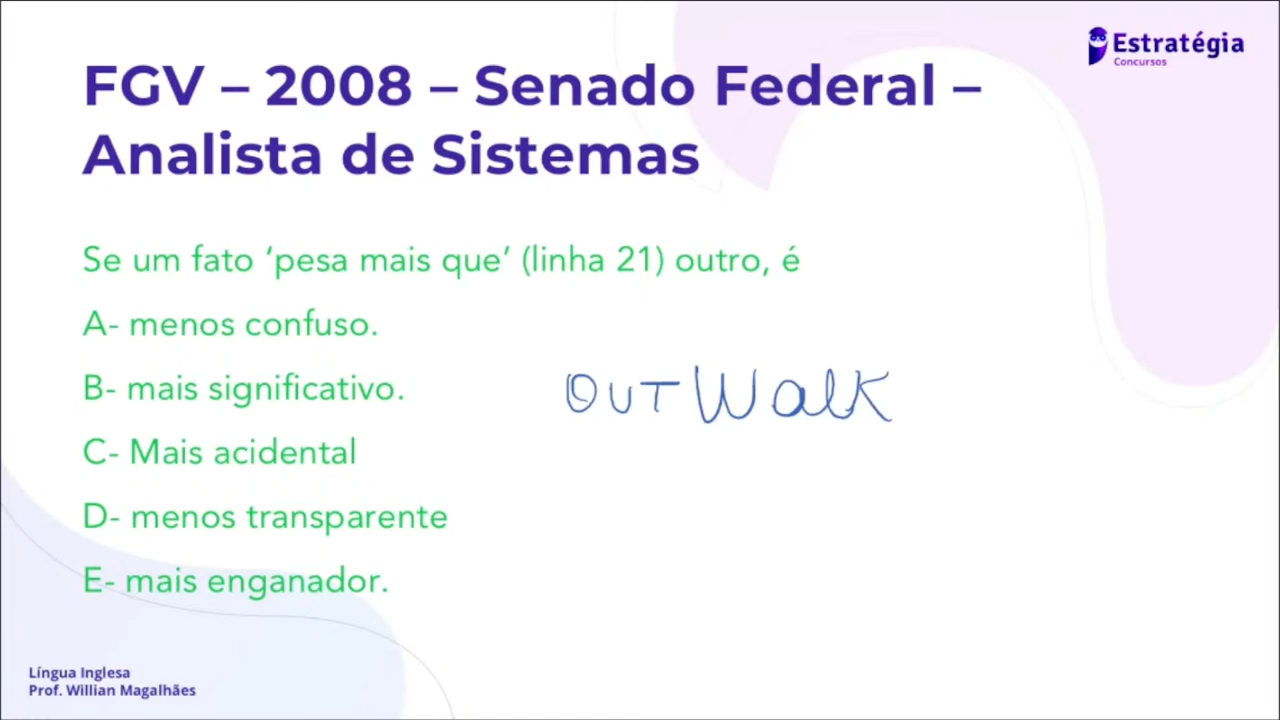 Estratégia
Concursos
FGV – 2008 – Senado Federal –
Analista de Sistemas
Se um fato ‘pesa mais que’ (linha 21) outro, é
A- menos confuso.
B- mais significativo.
OUTWalk
C- Mais acidental
D- menos transparente
E- mais enganador.
Língua Inglesa
Prof. Willian Magalhães